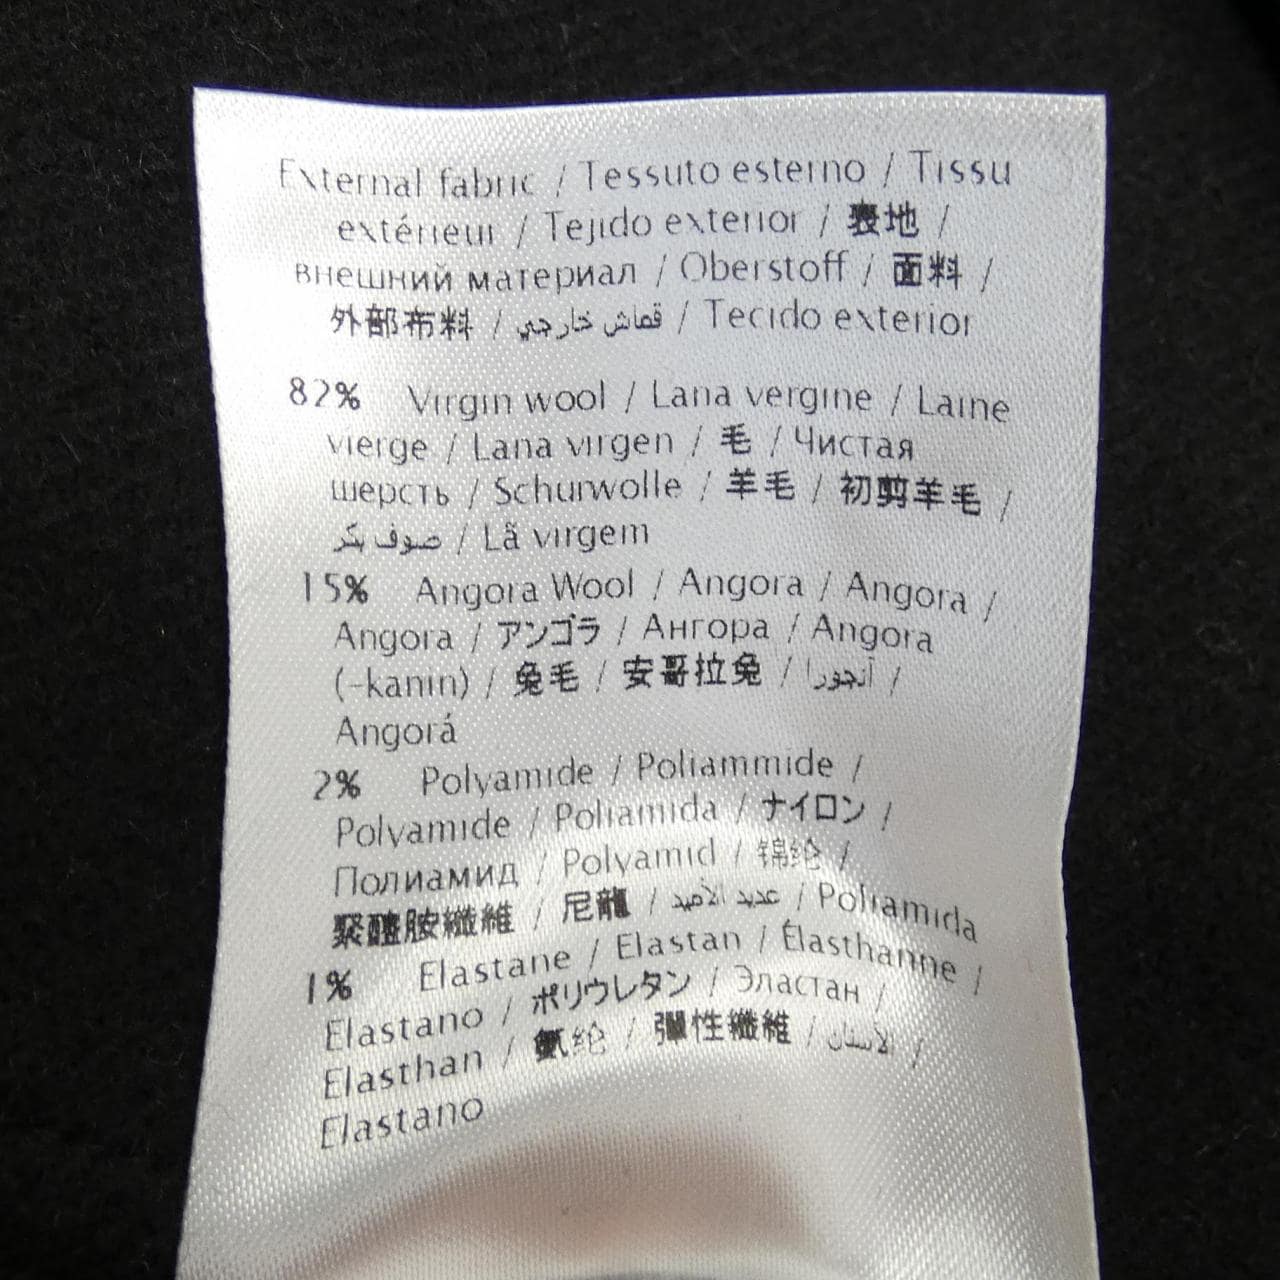 External fabric / Tessuto esterno / Tissu
extérieur / Tejido exterior / 表地 /
внешний материал / Oberstoff / 面料 /
外部布料 / قماش خارجي / Tecido exterior
82% Virgin wool / Lana vergine / Laine
vierge / Lana virgen / 毛 / Чистая
шерсть / Schurwolle / 羊毛 / 初剪羊毛 /
صوف بكر / Lã virgem
15% Angora Wool / Angora / Angora /
Angora / アンゴラ / Ангора / Angora
(-kanin) / 兔毛 / 安哥拉兔 / آنجورا /
Angorá
2% Polyamide / Poliammide /
Polyamide / Poliamida / ナイロン /
Полиамид / Polyamid / 锦纶 /
聚醯胺纖維 / 尼龍 / عديد الأميد / Poliamida
1% Elastane / Elastan / Élasthanne /
Elastano / ポリウレタン / Эластан /
Elasthan / 氨纶 / 彈性纖維 / الأستان /
Elastano